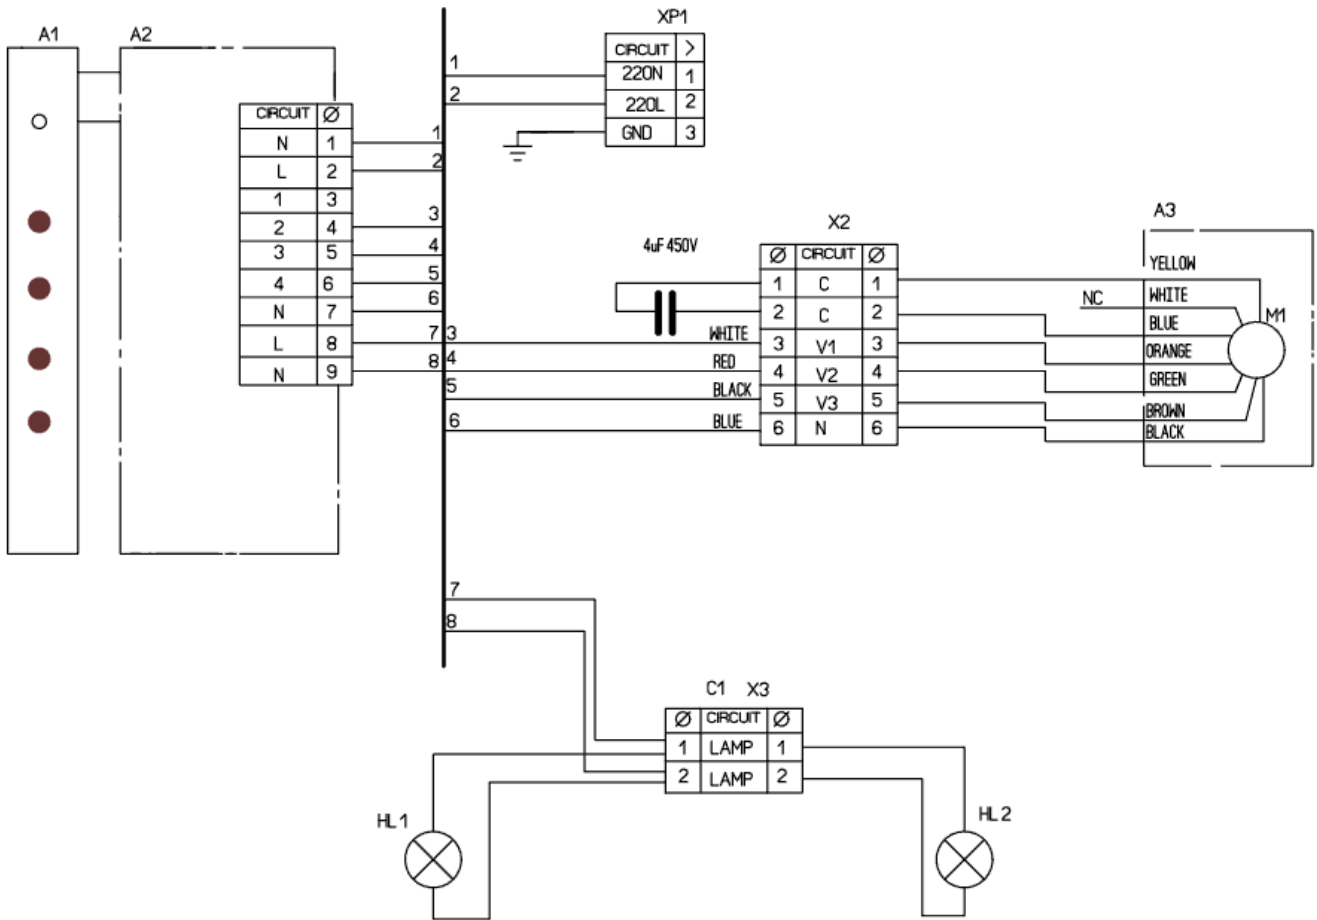 XP1
A1
A2
CIRCUIT >
1
220N 1
2
220L 2
GND 3
CIRCUIT Ø
N 1
1
L 2
2
1 3
2 4
3
3 5
4
4 6
5
N 7
6
L 8
7
N 9
8
A3
X2
4uF 450V
Ø CIRCUIT Ø
1 C 1
2 C 2
3 WHITE 3 V1 3
4 RED 4 V2 4
5 BLACK 5 V3 5
6 BLUE 6 N 6
YELLOW
NC WHITE
BLUE
M1
ORANGE
GREEN
BROWN
BLACK
7
8
C1 X3
Ø CIRCUIT Ø
1 LAMP 1
2 LAMP 2
HL1
HL2